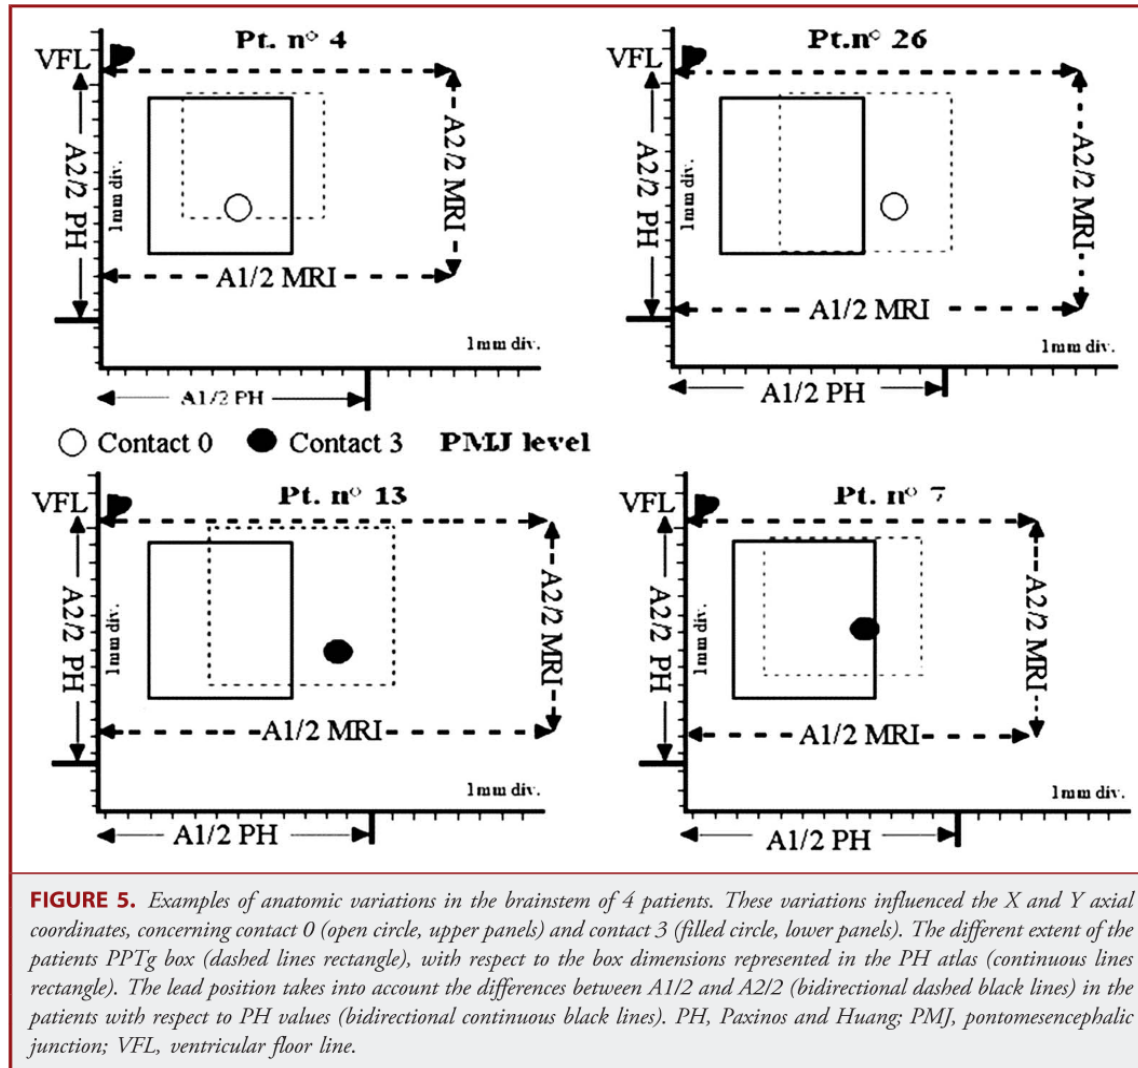 Pt. n° 4
VFL
A2/2 PH
1mm div.
A2/2 MRI
A1/2 MRI
1mm div.
A1/2 PH
Pt.n° 26
VFL
A2/2 PH
1mm div.
A2/2 MRI
A1/2 MRI
1mm div.
A1/2 PH
Contact 0 Contact 3 PMJ level
Pt. n° 13
VFL
A2/2 PH
1mm div.
A2/2 MRI
A1/2 MRI
1mm div.
A1/2 PH
Pt. n° 7
VFL
A2/2 PH
1mm div.
A2/2 MRI
A1/2 MRI
1mm div.
A1/2 PH
FIGURE 5. Examples of anatomic variations in the brainstem of 4 patients. These variations influenced the X and Y axial
coordinates, concerning contact 0 (open circle, upper panels) and contact 3 (filled circle, lower panels). The different extent of the
patients PPTg box (dashed lines rectangle), with respect to the box dimensions represented in the PH atlas (continuous lines
rectangle). The lead position takes into account the differences between A1/2 and A2/2 (bidirectional dashed black lines) in the
patients with respect to PH values (bidirectional continuous black lines). PH, Paxinos and Huang; PMJ, pontomesencephalic
junction; VFL, ventricular floor line.